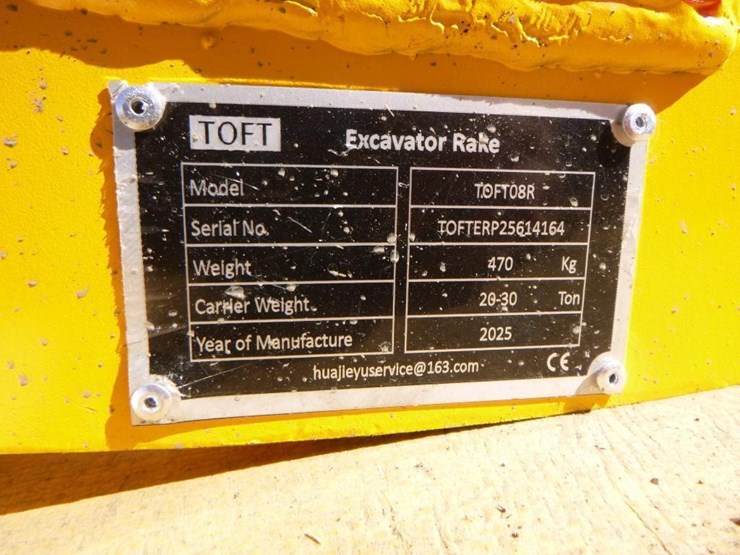 TOFT Excavator Rake
Model TOFT08R
Serial No. TOFTERP25614164
Weight 470 Kg
Carrier Weight 20-30 Ton
Year of Manufacture 2025
huajieyuservice@163.com CE